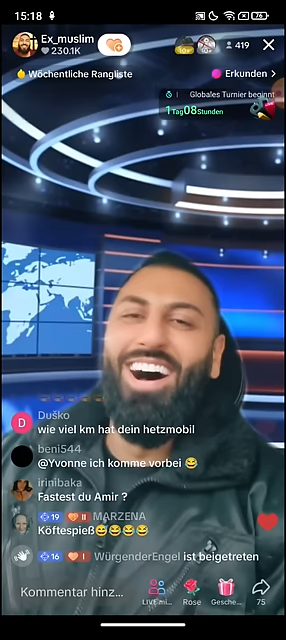 15:18
76
Ex_muslim
230.1K
419
Wöchentliche Rangliste
Erkunden >
Globales Turnier beginnt
1Tag08Stunden
D Duško
wie viel km hat dein hetzmobil
beni544
@Yvonne ich komme vorbei 😂
irinibaka
Fastest du Amir ?
19 II MARZENA
Köftespieß😅😂😂😂
16 I WürgenderEngel ist beigetreten
Kommentar hinz...
LIVE-mi... Rose Gesche... 75